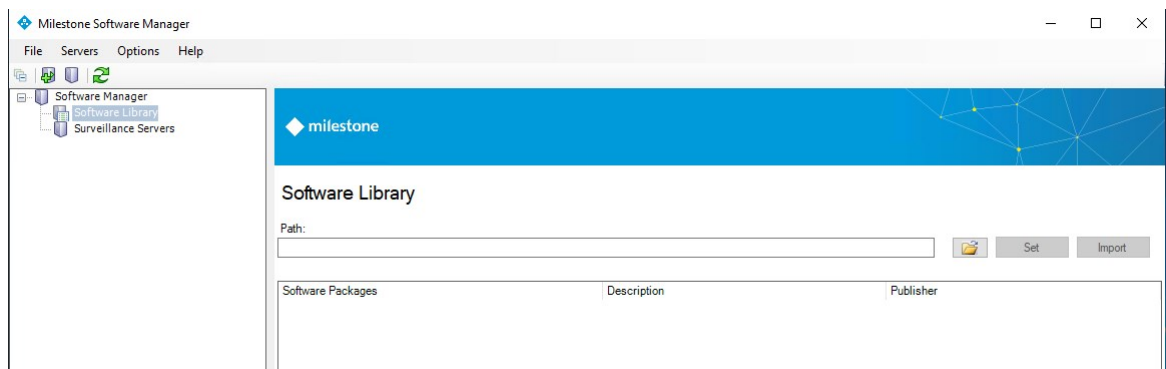 Milestone Software Manager
File Servers Options Help
Software Manager
Software Library
Surveillance Servers
milestone
Software Library
Path:
Set Import
Software Packages Description Publisher